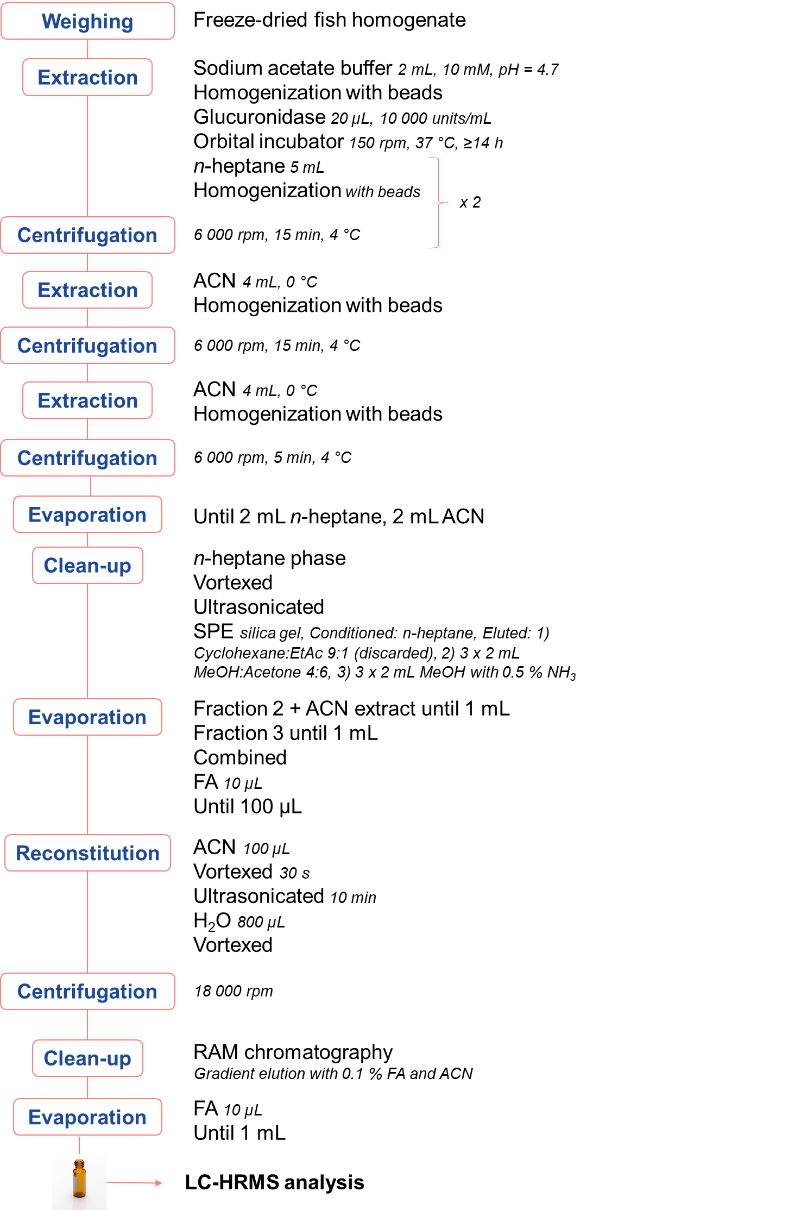 Weighing
Freeze-dried fish homogenate
Extraction
Sodium acetate buffer 2 mL, 10 mM, pH = 4.7
Homogenization with beads
Glucuronidase 20 µL, 10 000 units/mL
Orbital incubator 150 rpm, 37 °C, ≥14 h
n-heptane 5 mL
Homogenization with beads
x 2
Centrifugation
6 000 rpm, 15 min, 4 °C
Extraction
ACN 4 mL, 0 °C
Homogenization with beads
Centrifugation
6 000 rpm, 15 min, 4 °C
Extraction
ACN 4 mL, 0 °C
Homogenization with beads
Centrifugation
6 000 rpm, 5 min, 4 °C
Evaporation
Until 2 mL n-heptane, 2 mL ACN
Clean-up
n-heptane phase
Vortexed
Ultrasonicated
SPE silica gel, Conditioned: n-heptane, Eluted: 1)
Cyclohexane:EtAc 9:1 (discarded), 2) 3 x 2 mL
MeOH:Acetone 4:6, 3) 3 x 2 mL MeOH with 0.5 % NH₃
Evaporation
Fraction 2 + ACN extract until 1 mL
Fraction 3 until 1 mL
Combined
FA 10 µL
Until 100 µL
Reconstitution
ACN 100 µL
Vortexed 30 s
Ultrasonicated 10 min
H₂O 800 µL
Vortexed
Centrifugation
18 000 rpm
Clean-up
RAM chromatography
Gradient elution with 0.1 % FA and ACN
Evaporation
FA 10 µL
Until 1 mL
LC-HRMS analysis